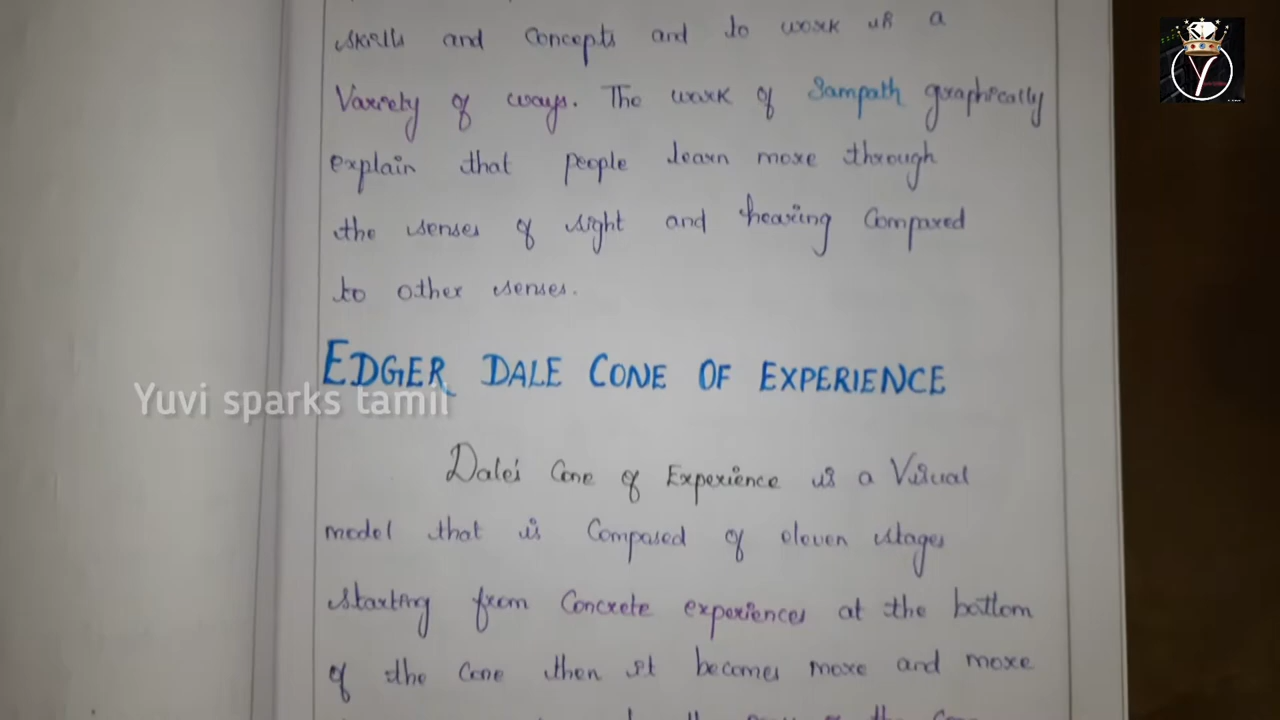 skills and Concepts and to work is a
Variety of ways. The work of Sampath graphically
explain that people learn more through
the senses of sight and hearing Compared
to other senses.
EDGER DALE CONE OF EXPERIENCE
Yuvi sparks tamil
Dale's Cone of Experience is a Visual
model that is Composed of eleven stages
starting from Concrete experiences at the bottom
of the Cone then it becomes more and more
Y